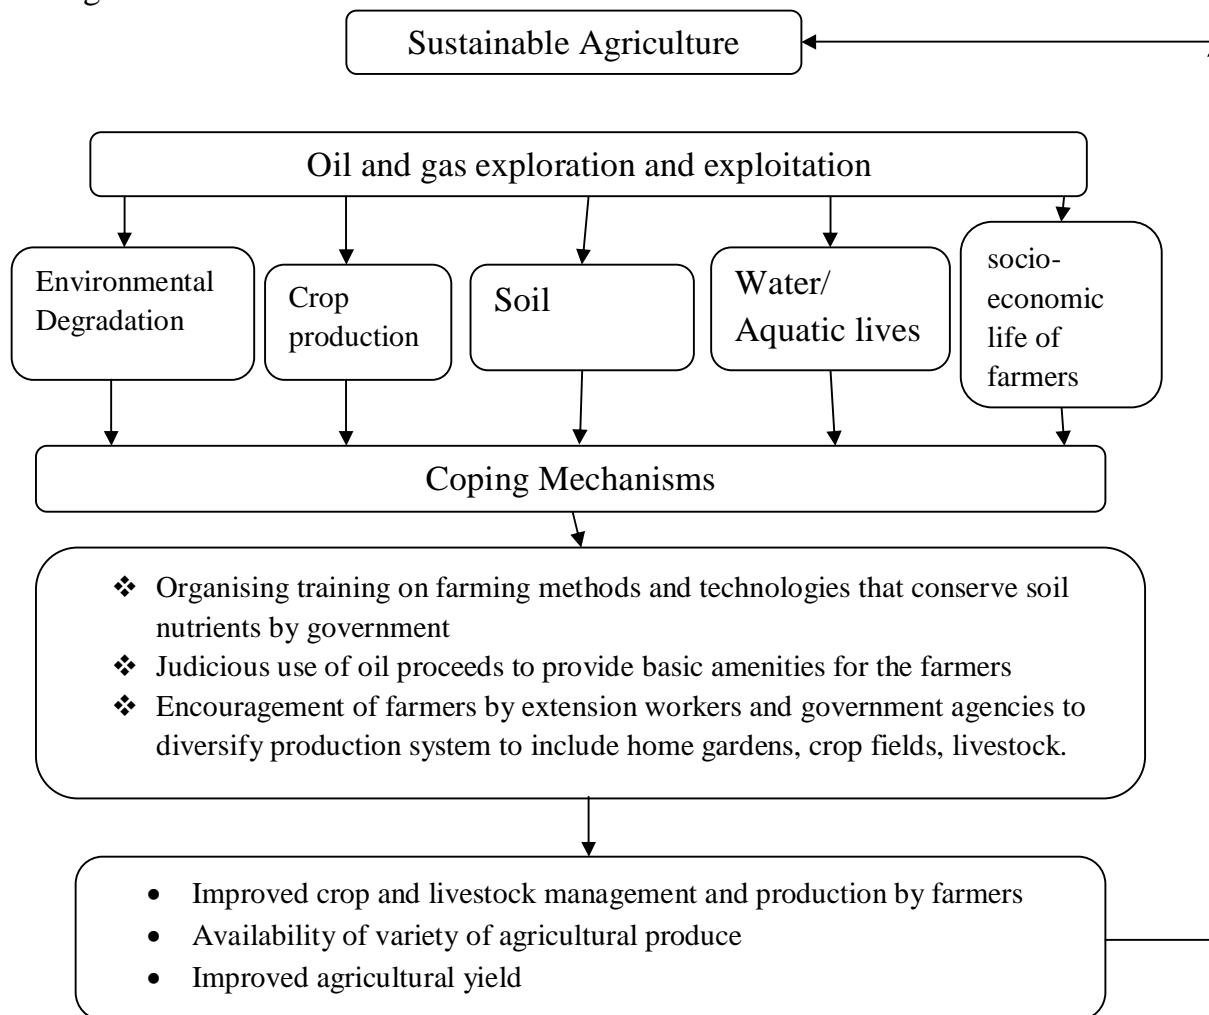 Sustainable Agriculture
Oil and gas exploration and exploitation
Environmental
Degradation
Crop
production
Soil
Water/
Aquatic lives
socio-
economic
life of
farmers
Coping Mechanisms
❖ Organising training on farming methods and technologies that conserve soil
nutrients by government
❖ Judicious use of oil proceeds to provide basic amenities for the farmers
❖ Encouragement of farmers by extension workers and government agencies to
diversify production system to include home gardens, crop fields, livestock.
• Improved crop and livestock management and production by farmers
• Availability of variety of agricultural produce
• Improved agricultural yield